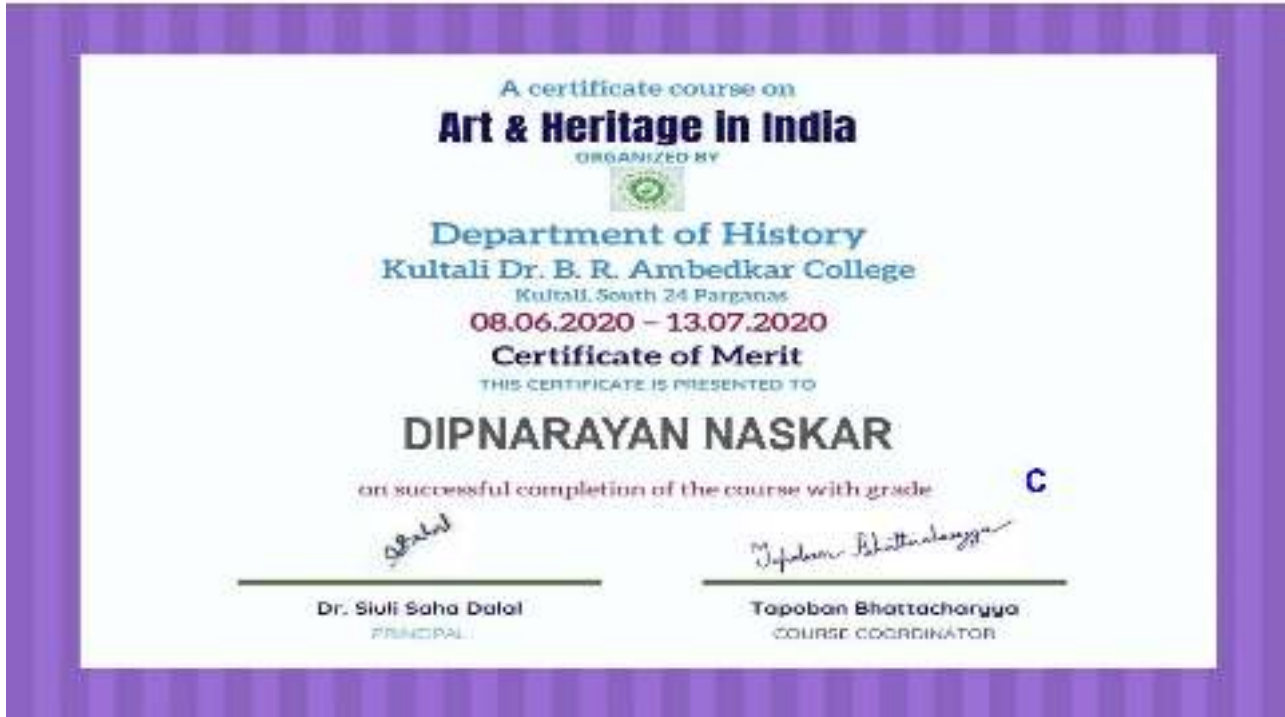 A certificate course on
Art & Heritage in India
ORGANIZED BY
Department of History
Kultali Dr. B. R. Ambedkar College
Kultali, South 24 Parganas
08.06.2020 – 13.07.2020
Certificate of Merit
THIS CERTIFICATE IS PRESENTED TO
DIPNARAYAN NASKAR
on successful completion of the course with grade C
Tapoban Bhattacharyya
Dr. Siuli Saha Dalal Tapoban Bhattacharyya
PRINCIPAL COURSE COORDINATOR